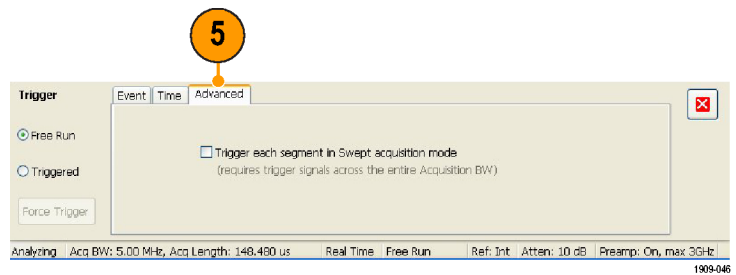 5
Trigger Event Time Advanced
Free Run
Trigger each segment in Swept acquisition mode
Triggered (requires trigger signals across the entire Acquisition BW)
Force Trigger
Analyzing Acq BW: 5.00 MHz, Acq Length: 148.480 us Real Time Free Run Ref: Int Atten: 10 dB Preamp: On, max 3GHz
1909-046